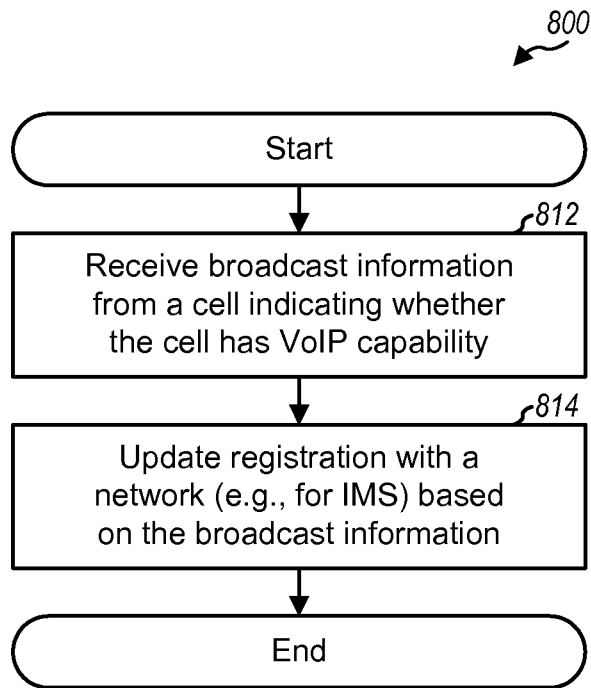 800
Start
812
Receive broadcast information
from a cell indicating whether
the cell has VoIP capability
814
Update registration with a
network (e.g., for IMS) based
on the broadcast information
End